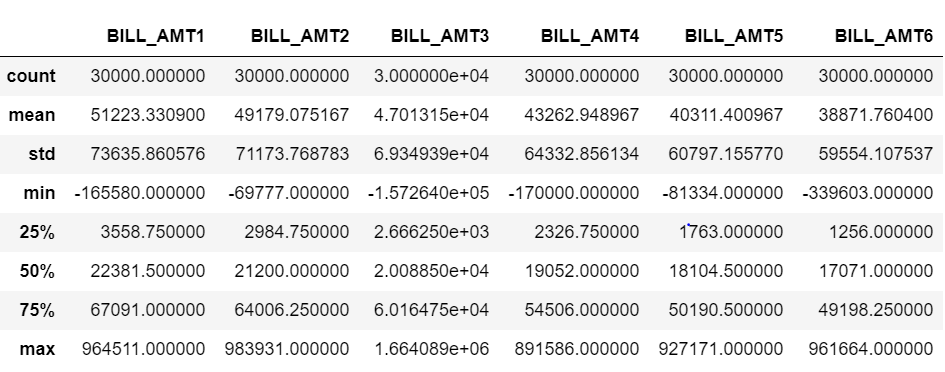 BILL_AMT1 BILL_AMT2 BILL_AMT3 BILL_AMT4 BILL_AMT5 BILL_AMT6
count 30000.000000 30000.000000 3.000000e+04 30000.000000 30000.000000 30000.000000
mean 51223.330900 49179.075167 4.701315e+04 43262.948967 40311.400967 38871.760400
std 73635.860576 71173.768783 6.934939e+04 64332.856134 60797.155770 59554.107537
min -165580.000000 -69777.000000 -1.572640e+05 -170000.000000 -81334.000000 -339603.000000
25% 3558.750000 2984.750000 2.666250e+03 2326.750000 1763.000000 1256.000000
50% 22381.500000 21200.000000 2.008850e+04 19052.000000 18104.500000 17071.000000
75% 67091.000000 64006.250000 6.016475e+04 54506.000000 50190.500000 49198.250000
max 964511.000000 983931.000000 1.664089e+06 891586.000000 927171.000000 961664.000000